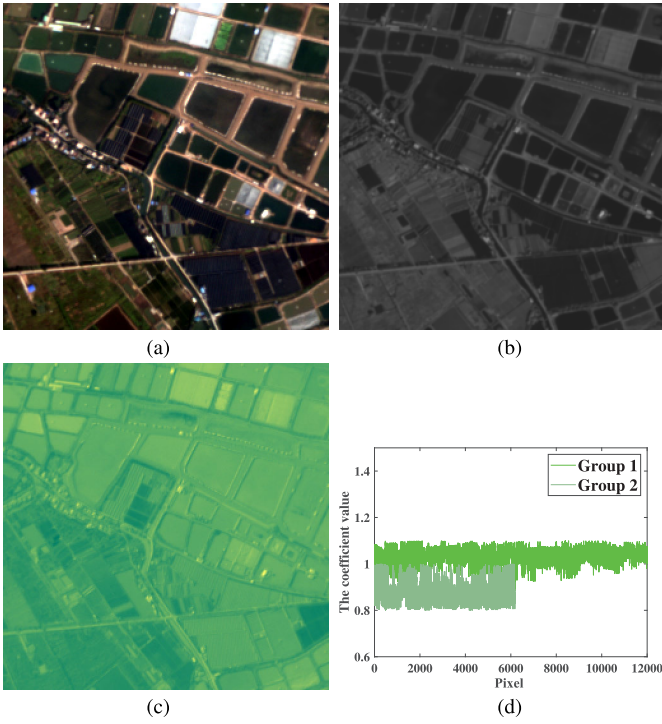 (a)
(b)
(c)
1.4
1.2
1
0.8
0.6
The coefficient value
Group 1
Group 2
0
2000
4000
6000
8000
10000
12000
Pixel
(d)